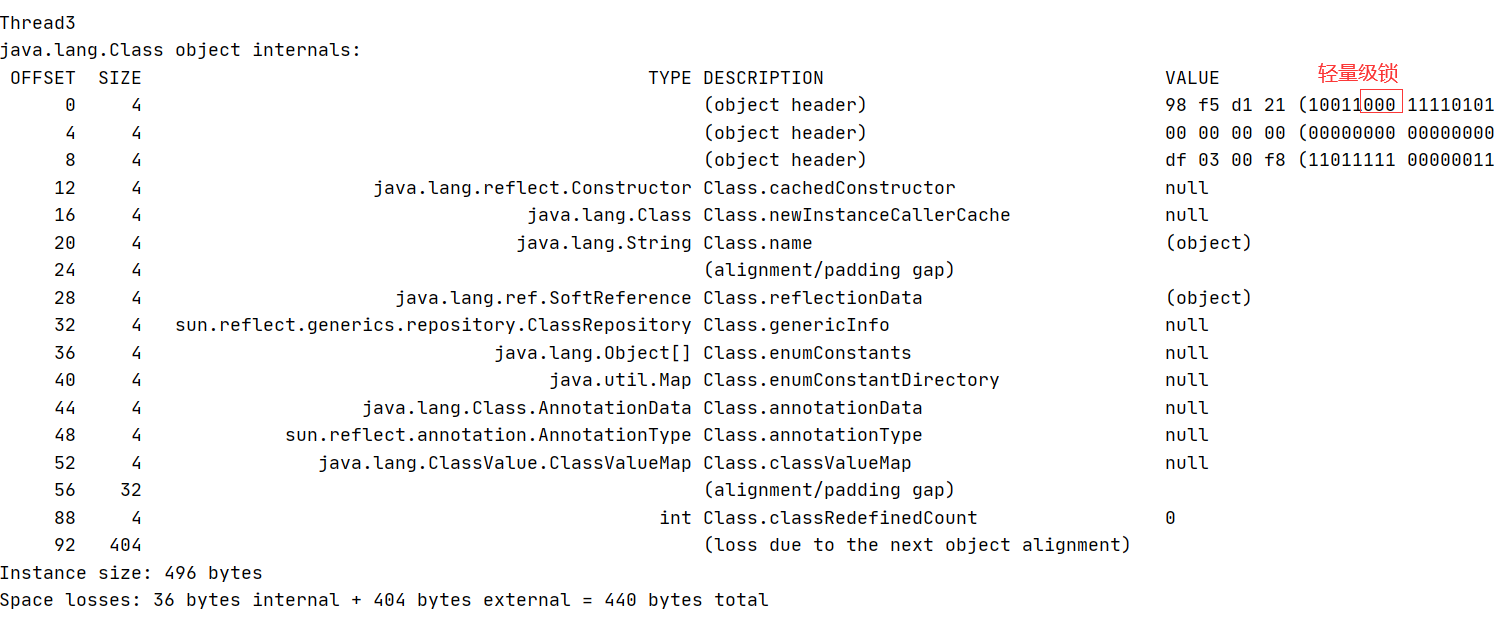 Thread3
java.lang.Class object internals:
OFFSET  SIZE  TYPE DESCRIPTION  VALUE  轻量级锁
0  4  (object header)  98 f5 d1 21 (10011000 11110101
4  4  (object header)  00 00 00 00 (00000000 00000000
8  4  (object header)  df 03 00 f8 (11011111 00000011
12  4  java.lang.reflect.Constructor Class.cachedConstructor  null
16  4  java.lang.Class Class.newInstanceCallerCache  null
20  4  java.lang.String Class.name  (object)
24  4  (alignment/padding gap)
28  4  java.lang.ref.SoftReference Class.reflectionData  (object)
32  4  sun.reflect.generics.repository.ClassRepository Class.genericInfo  null
36  4  java.lang.Object[] Class.enumConstants  null
40  4  java.util.Map Class.enumConstantDirectory  null
44  4  java.lang.Class.AnnotationData Class.annotationData  null
48  4  sun.reflect.annotation.AnnotationType Class.annotationType  null
52  4  java.lang.ClassValue.ClassValueMap Class.classValueMap  null
56  32  (alignment/padding gap)
88  4  int Class.classRedefinedCount  0
92  404  (loss due to the next object alignment)
Instance size: 496 bytes
Space losses: 36 bytes internal + 404 bytes external = 440 bytes total